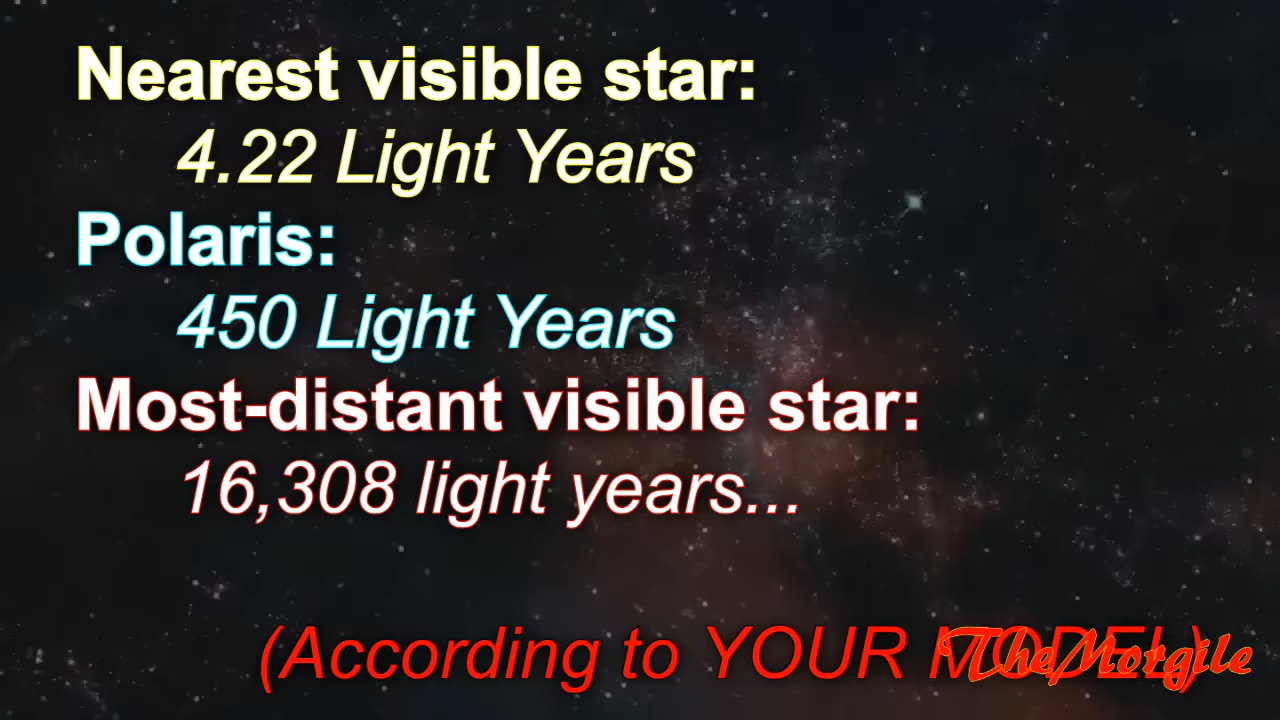 Nearest visible star:
4.22 Light Years
Polaris:
450 Light Years
Most-distant visible star:
16,308 light years...
(According to YOUR MODEL)
TheMorgile